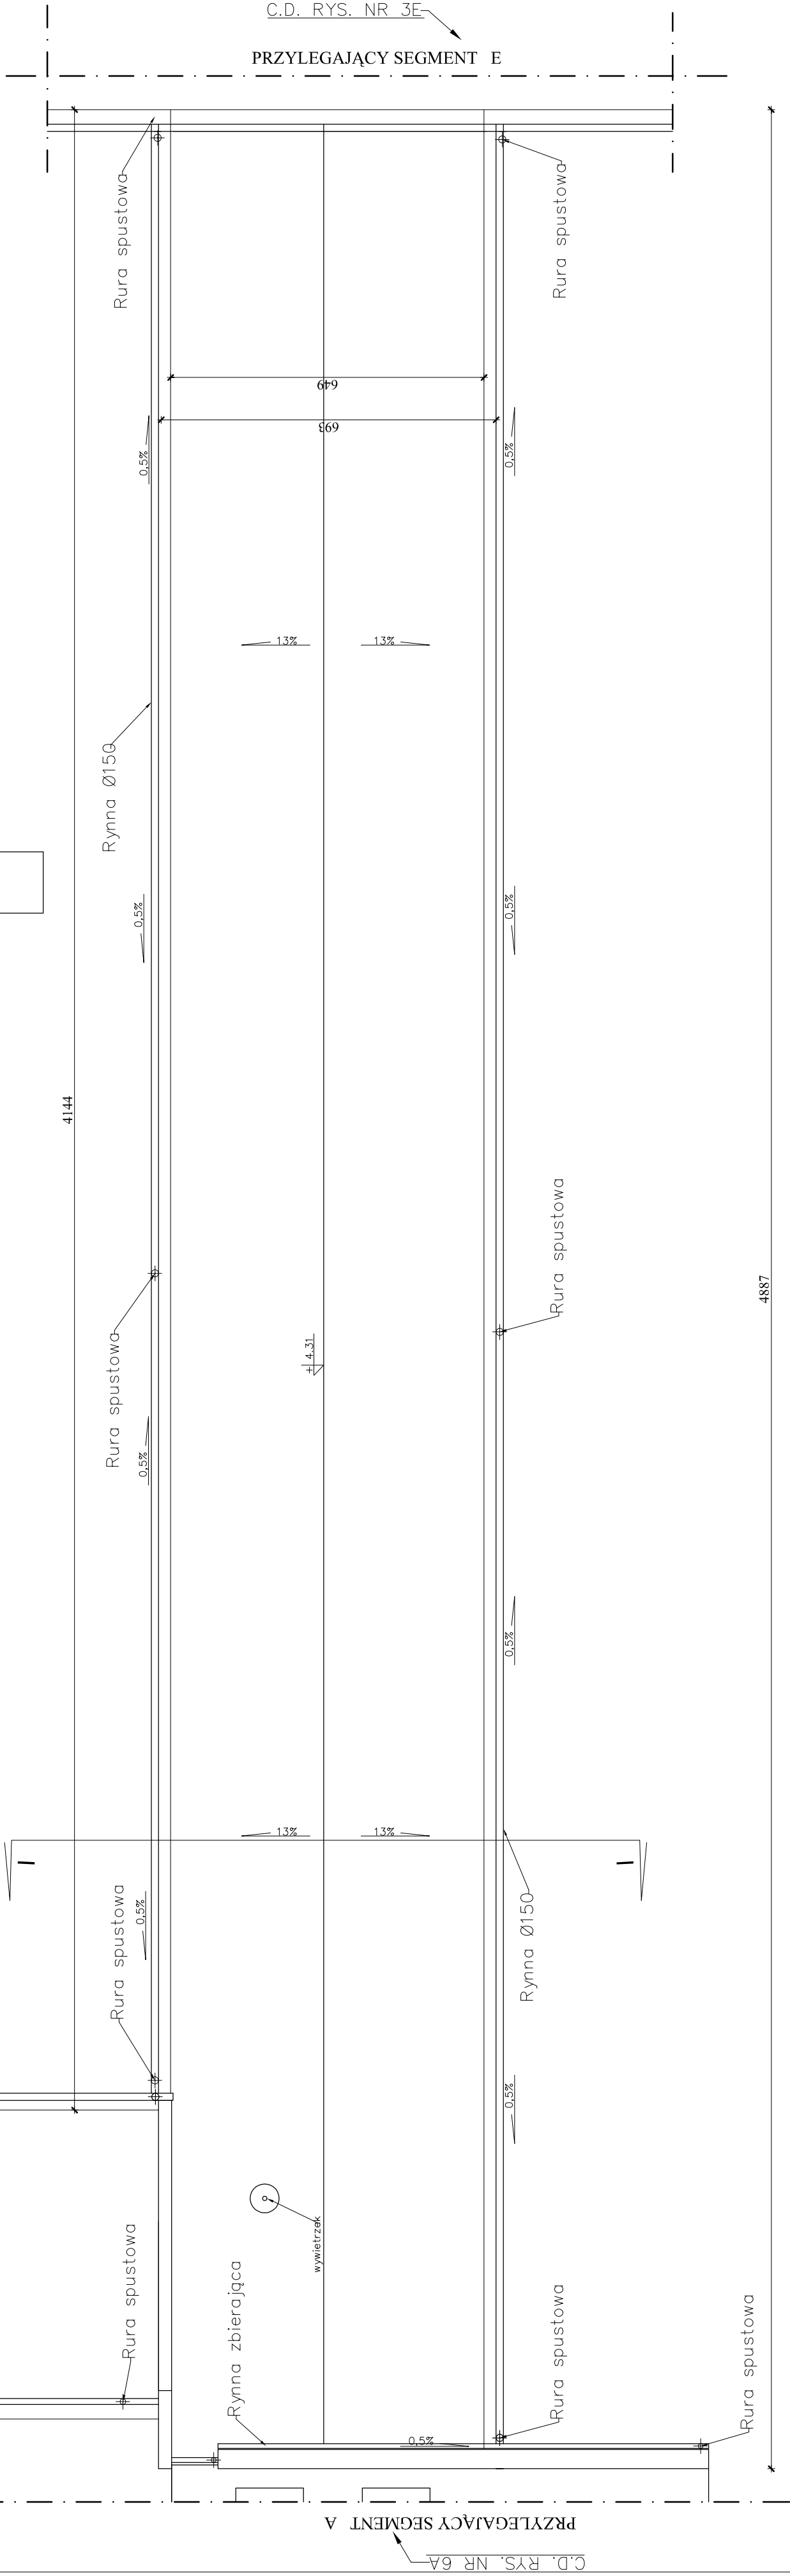 C.D. RYS. NR 3E
PRZYLEGAJĄCY SEGMENT E
Rura spustowa
Rura spustowa
649
693
0,5%
0,5%
13%
13%
Rynna Ø150
0,5%
0,5%
4144
Rura spustowa
4887
Rura spustowa
+ 4.31
0,5%
0,5%
13%
13%
Rura spustowa
0,5%
Rynna Ø150
0,5%
wywietrzek
Rura spustowa
Rynna zbierająca
Rura spustowa
Rura spustowa
0,5%
PRZYLEGAJĄCY SEGMENT A
C.D. RYS. NR 6A